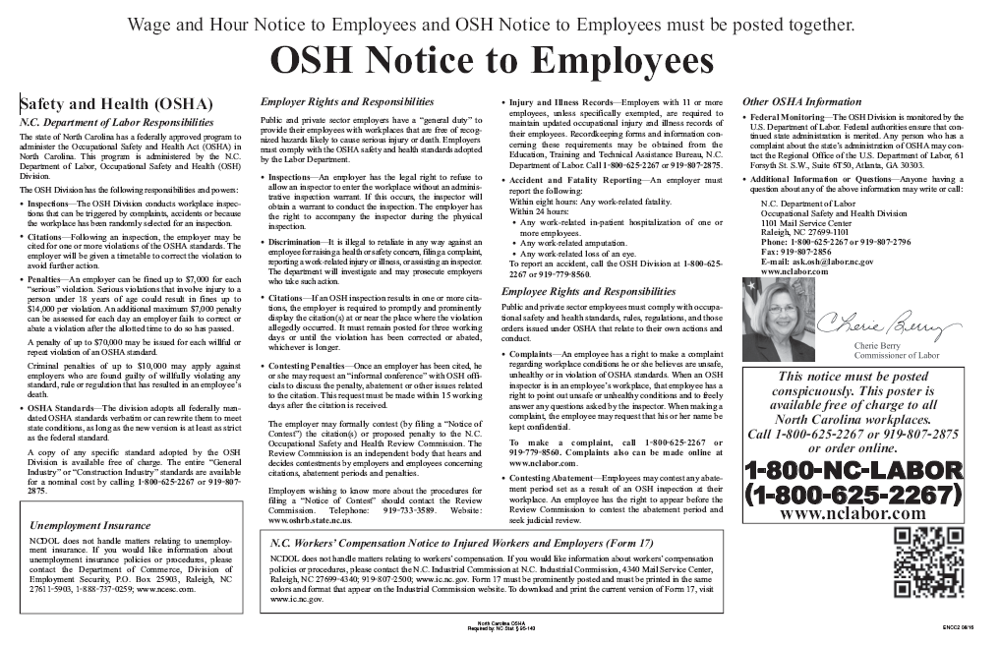 Wage and Hour Notice to Employees and OSH Notice to Employees must be posted together.
OSH Notice to Employees
Safety and Health (OSHA)
N.C. Department of Labor Responsibilities
The state of North Carolina has a federally approved program to
administer the Occupational Safety and Health Act (OSHA) in
North Carolina. This program is administered by the N.C.
Department of Labor, Occupational Safety and Health (OSH)
Division.
The OSH Division has the following responsibilities and powers:
• Inspections—The OSH Division conducts workplace inspec-
tions that can be triggered by complaints, accidents or because
the workplace has been randomly selected for an inspection.
• Citations—Following an inspection, the employer may be
cited for one or more violations of the OSHA standards. The
employer will be given a timetable to correct the violation to
avoid further action.
• Penalties—An employer can be fined up to $7,000 for each
“serious” violation. Serious violations that involve injury to a
person under 18 years of age could result in fines up to
$14,000 per violation. An additional maximum $7,000 penalty
can be assessed for each day an employer fails to correct or
abate a violation after the allotted time to do so has passed.
A penalty of up to $70,000 may be issued for each willful or
repeat violation of an OSHA standard.
Criminal penalties of up to $10,000 may apply against
employers who are found guilty of willfully violating any
standard, rule or regulation that has resulted in an employee’s
death.
• OSHA Standards—The division adopts all federally man-
dated OSHA standards verbatim or can rewrite them to meet
state conditions, as long as the new version is at least as strict
as the federal standard.
A copy of any specific standard adopted by the OSH
Division is available free of charge. The entire “General
Industry” or “Construction Industry” standards are available
for a nominal cost by calling 1-800-625-2267 or 919-807-
2875.
Unemployment Insurance
NCDOL does not handle matters relating to unemploy-
ment insurance. If you would like information about
unemployment insurance policies or procedures, please
contact the Department of Commerce, Division of
Employment Security, P.O. Box 25903, Raleigh, NC
27611-5903, 1-888-737-0259; www.ncesc.com.
Employer Rights and Responsibilities
Public and private sector employers have a “general duty” to
provide their employees with workplaces that are free of recog-
nized hazards likely to cause serious injury or death. Employers
must comply with the OSHA safety and health standards adopted
by the Labor Department.
• Inspections—An employer has the legal right to refuse to
allow an inspector to enter the workplace without an adminis-
trative inspection warrant. If this occurs, the inspector will
obtain a warrant to conduct the inspection. The employer has
the right to accompany the inspector during the physical
inspection.
• Discrimination—It is illegal to retaliate in any way against an
employee for raising a health or safety concern, filing a complaint,
reporting a work-related injury or illness, or assisting an inspector.
The department will investigate and may prosecute employers
who take such action.
• Citations—If an OSH inspection results in one or more cita-
tions, the employer is required to promptly and prominently
display the citation(s) at or near the place where the violation
allegedly occurred. It must remain posted for three working
days or until the violation has been corrected or abated,
whichever is longer.
• Contesting Penalties—Once an employer has been cited, he
or she may request an “informal conference” with OSH offi-
cials to discuss the penalty, abatement or other issues related
to the citation. This request must be made within 15 working
days after the citation is received.
The employer may formally contest (by filing a “Notice of
Contest”) the citation(s) or proposed penalty to the N.C.
Occupational Safety and Health Review Commission. The
Review Commission is an independent body that hears and
decides contestments by employers and employees concerning
citations, abatement periods and penalties.
Employers wishing to know more about the procedures for
filing a “Notice of Contest” should contact the Review
Commission. Telephone: 919-733-3589. Website:
www.oshrb.state.nc.us.
• Injury and Illness Records—Employers with 11 or more
employees, unless specifically exempted, are required to
maintain updated occupational injury and illness records of
their employees. Recordkeeping forms and information con-
cerning these requirements may be obtained from the
Education, Training and Technical Assistance Bureau, N.C.
Department of Labor. Call 1-800-625-2267 or 919-807-2875.
• Accident and Fatality Reporting—An employer must
report the following:
Within eight hours: Any work-related fatality.
Within 24 hours:
• Any work-related in-patient hospitalization of one or
more employees.
• Any work-related amputation.
• Any work-related loss of an eye.
To report an accident, call the OSH Division at 1-800-625-
2267 or 919-779-8560.
Employee Rights and Responsibilities
Public and private sector employees must comply with occupa-
tional safety and health standards, rules, regulations, and those
orders issued under OSHA that relate to their own actions and
conduct.
• Complaints—An employee has a right to make a complaint
regarding workplace conditions he or she believes are unsafe,
unhealthy or in violation of OSHA standards. When an OSH
inspector is in an employee’s workplace, that employee has a
right to point out unsafe or unhealthy conditions and to freely
answer any questions asked by the inspector. When making a
complaint, the employee may request that his or her name be
kept confidential.
To make a complaint, call 1-800-625-2267 or
919-779-8560. Complaints also can be made online at
www.nclabor.com.
• Contesting Abatement—Employees may contest any abate-
ment period set as a result of an OSH inspection at their
workplace. An employee has the right to appear before the
Review Commission to contest the abatement period and
seek judicial review.
N.C. Workers’ Compensation Notice to Injured Workers and Employers (Form 17)
NCDOL does not handle matters relating to workers’ compensation. If you would like information about workers’ compensation
policies or procedures, please contact the N.C. Industrial Commission at N.C. Industrial Commission, 4340 Mail Service Center,
Raleigh, NC 27699-4340; 919-807-2500; www.ic.nc.gov. Form 17 must be prominently posted and must be printed in the same
colors and format that appear on the Industrial Commission website. To download and print the current version of Form 17, visit
www.ic.nc.gov.
Other OSHA Information
• Federal Monitoring—The OSH Division is monitored by the
U.S. Department of Labor. Federal authorities ensure that con-
tinued state administration is merited. Any person who has a
complaint about the state’s administration of OSHA may con-
tact the Regional Office of the U.S. Department of Labor, 61
Forsyth St. S.W., Suite 6T50, Atlanta, GA 30303.
• Additional Information or Questions—Anyone having a
question about any of the above information may write or call:
N.C. Department of Labor
Occupational Safety and Health Division
1101 Mail Service Center
Raleigh, NC 27699-1101
Phone: 1-800-625-2267 or 919-807-2796
Fax: 919-807-2856
E-mail: ask.osh@labor.nc.gov
www.nclabor.com
Cherie Berry
Cherie Berry
Commissioner of Labor
This notice must be posted
conspicuously. This poster is
available free of charge to all
North Carolina workplaces.
Call 1-800-625-2267 or 919-807-2875
or order online.
1-800-NC-LABOR
(1-800-625-2267)
www.nclabor.com
North Carolina OSHA
Required by: NC Stat. § 95-143
ENCC2 08/16